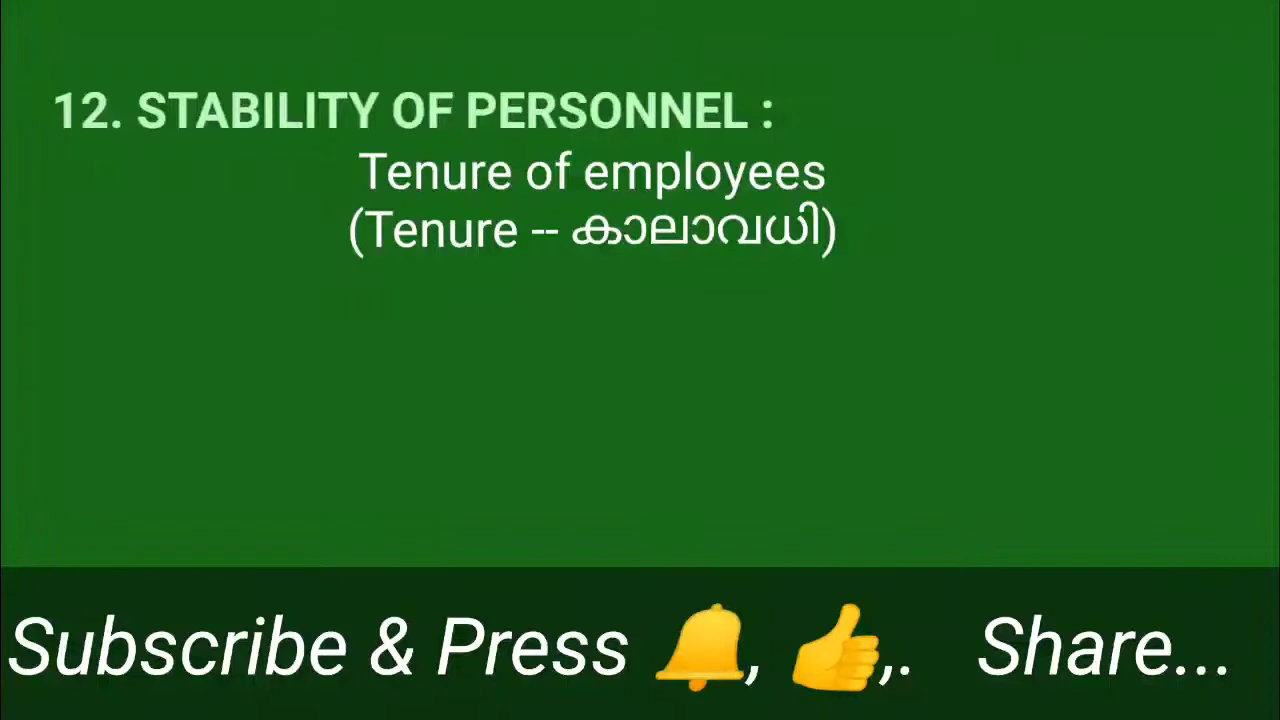 12. STABILITY OF PERSONNEL :
Tenure of employees
(Tenure -- കാലാവധി)
Subscribe & Press 🔔, 👍,. Share...